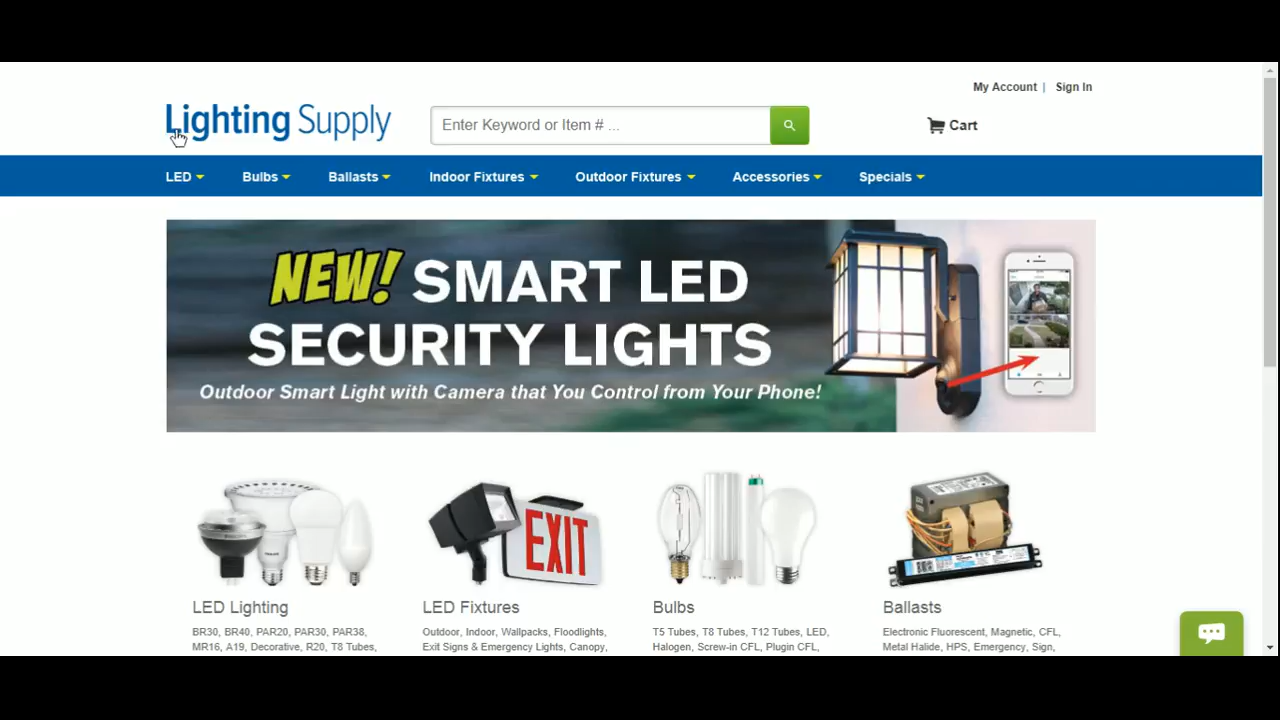 My Account | Sign In
Lighting Supply
Enter Keyword or Item # ...
Cart
LED Bulbs Ballasts Indoor Fixtures Outdoor Fixtures Accessories Specials
NEW! SMART LED
SECURITY LIGHTS
Outdoor Smart Light with Camera that You Control from Your Phone!
EXIT
LED Lighting
BR30, BR40, PAR20, PAR30, PAR38,
MR16, A19, Decorative, R20, T8 Tubes,
LED Fixtures
Outdoor, Indoor, Wallpacks, Floodlights,
Exit Signs & Emergency Lights, Canopy,
Bulbs
T5 Tubes, T8 Tubes, T12 Tubes, LED,
Halogen, Screw-in CFL, Plugin CFL,
Ballasts
Electronic Fluorescent, Magnetic, CFL,
Metal Halide, HPS, Emergency, Sign,